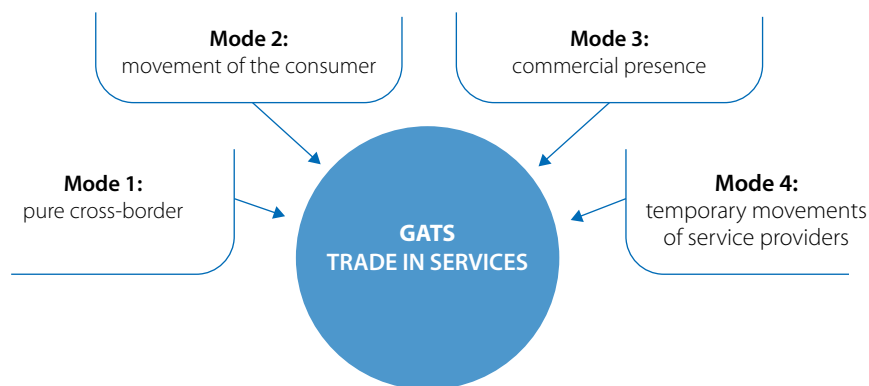 Mode 2:
movement of the consumer
Mode 3:
commercial presence
Mode 1:
pure cross-border
Mode 4:
temporary movements
of service providers
GATS
TRADE IN SERVICES